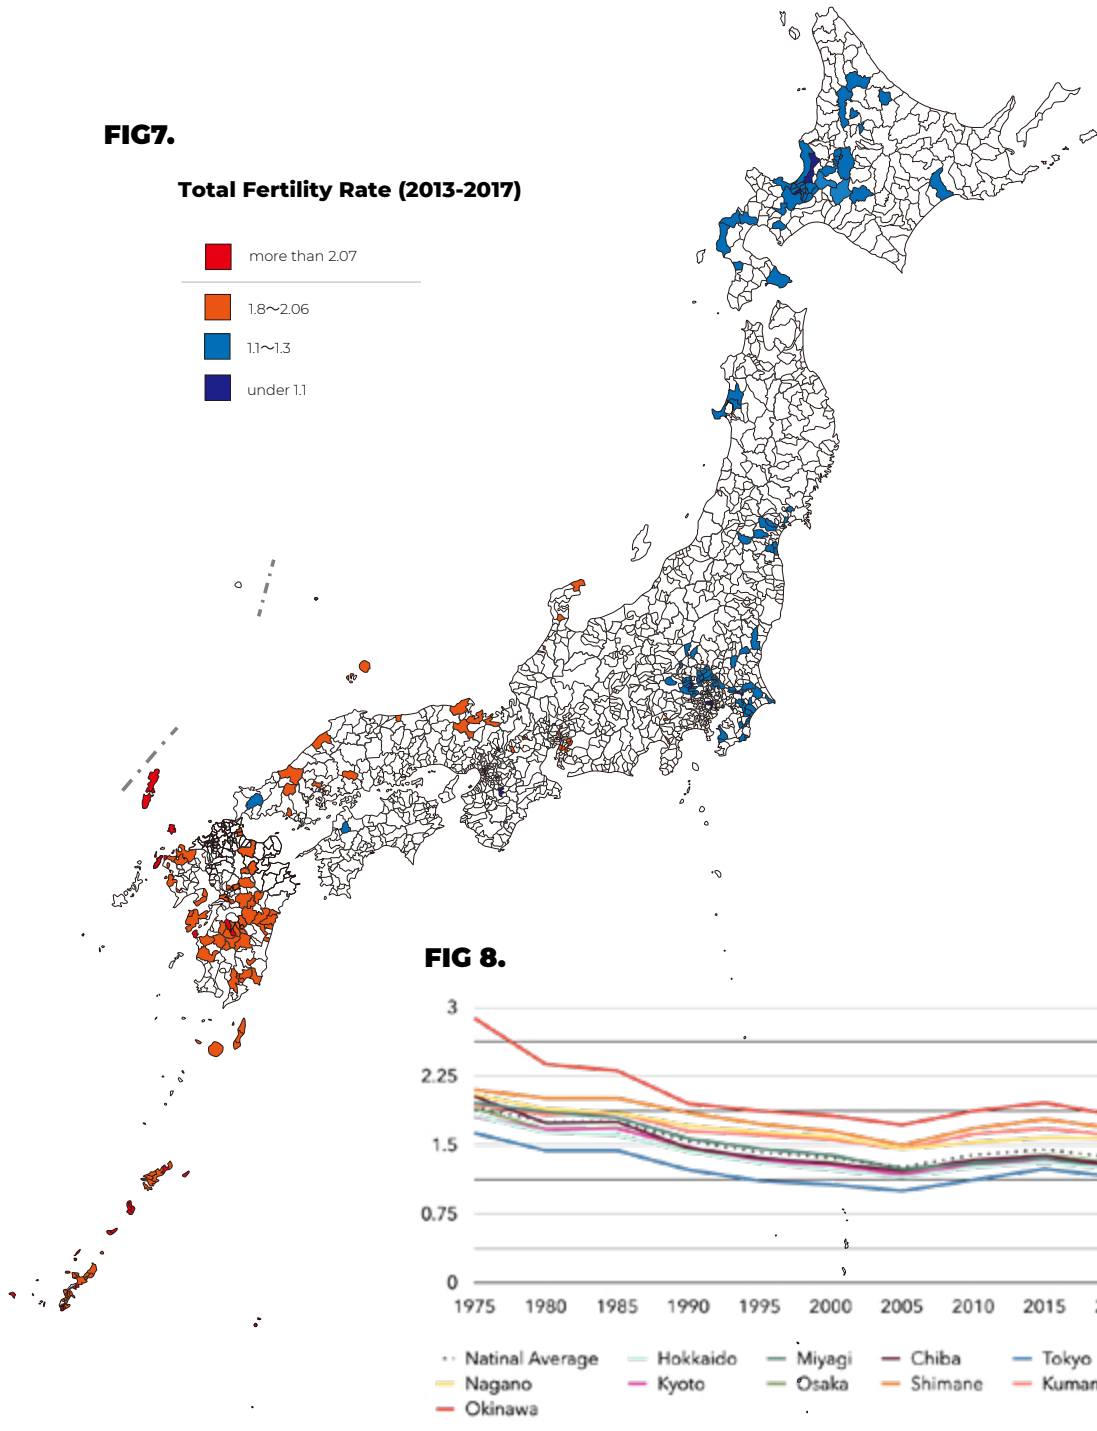 FIG7.
Total Fertility Rate (2013-2017)
more than 2.07
1.8〜2.06
1.1〜1.3
under 1.1
FIG 8.
3
2.25
1.5
0.75
0
1975 1980 1985 1990 1995 2000 2005 2010 2015
Natinal Average Hokkaido Miyagi Chiba Tokyo
Nagano Kyoto Osaka Shimane Kumam
Okinawa